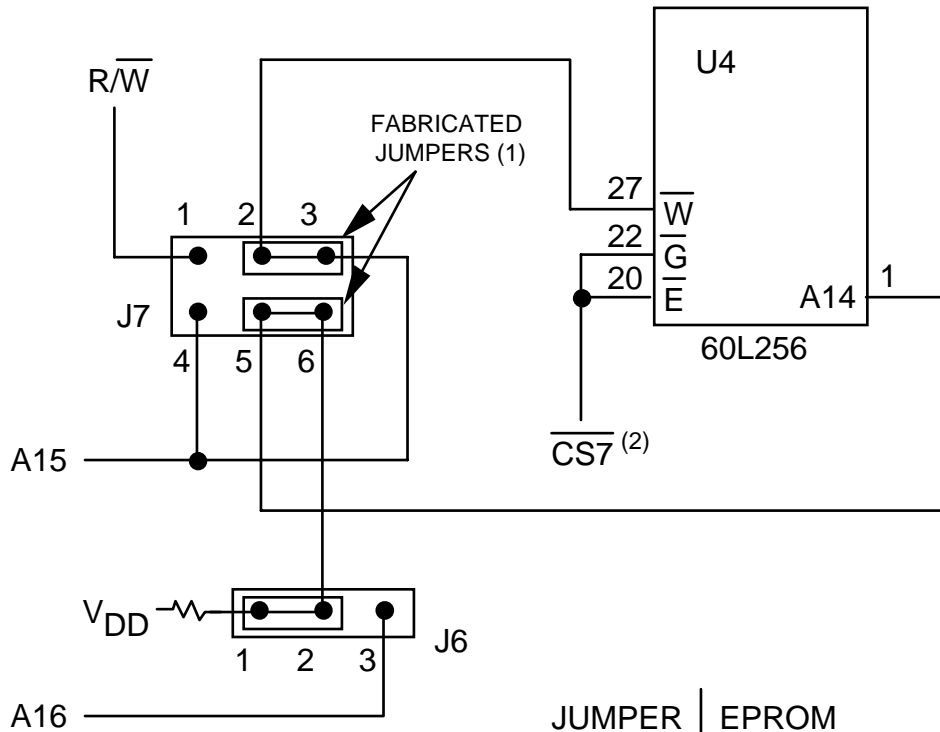 U4
R/W̅
FABRICATED
JUMPERS (1)
27
W̅
1
2
3
22
G̅
20
E̅
A14
1
J7
60L256
4
5
6
C̅S̅7̅ (2)
A15
VDD
J6
1
2
3
A16
JUMPER | EPROM